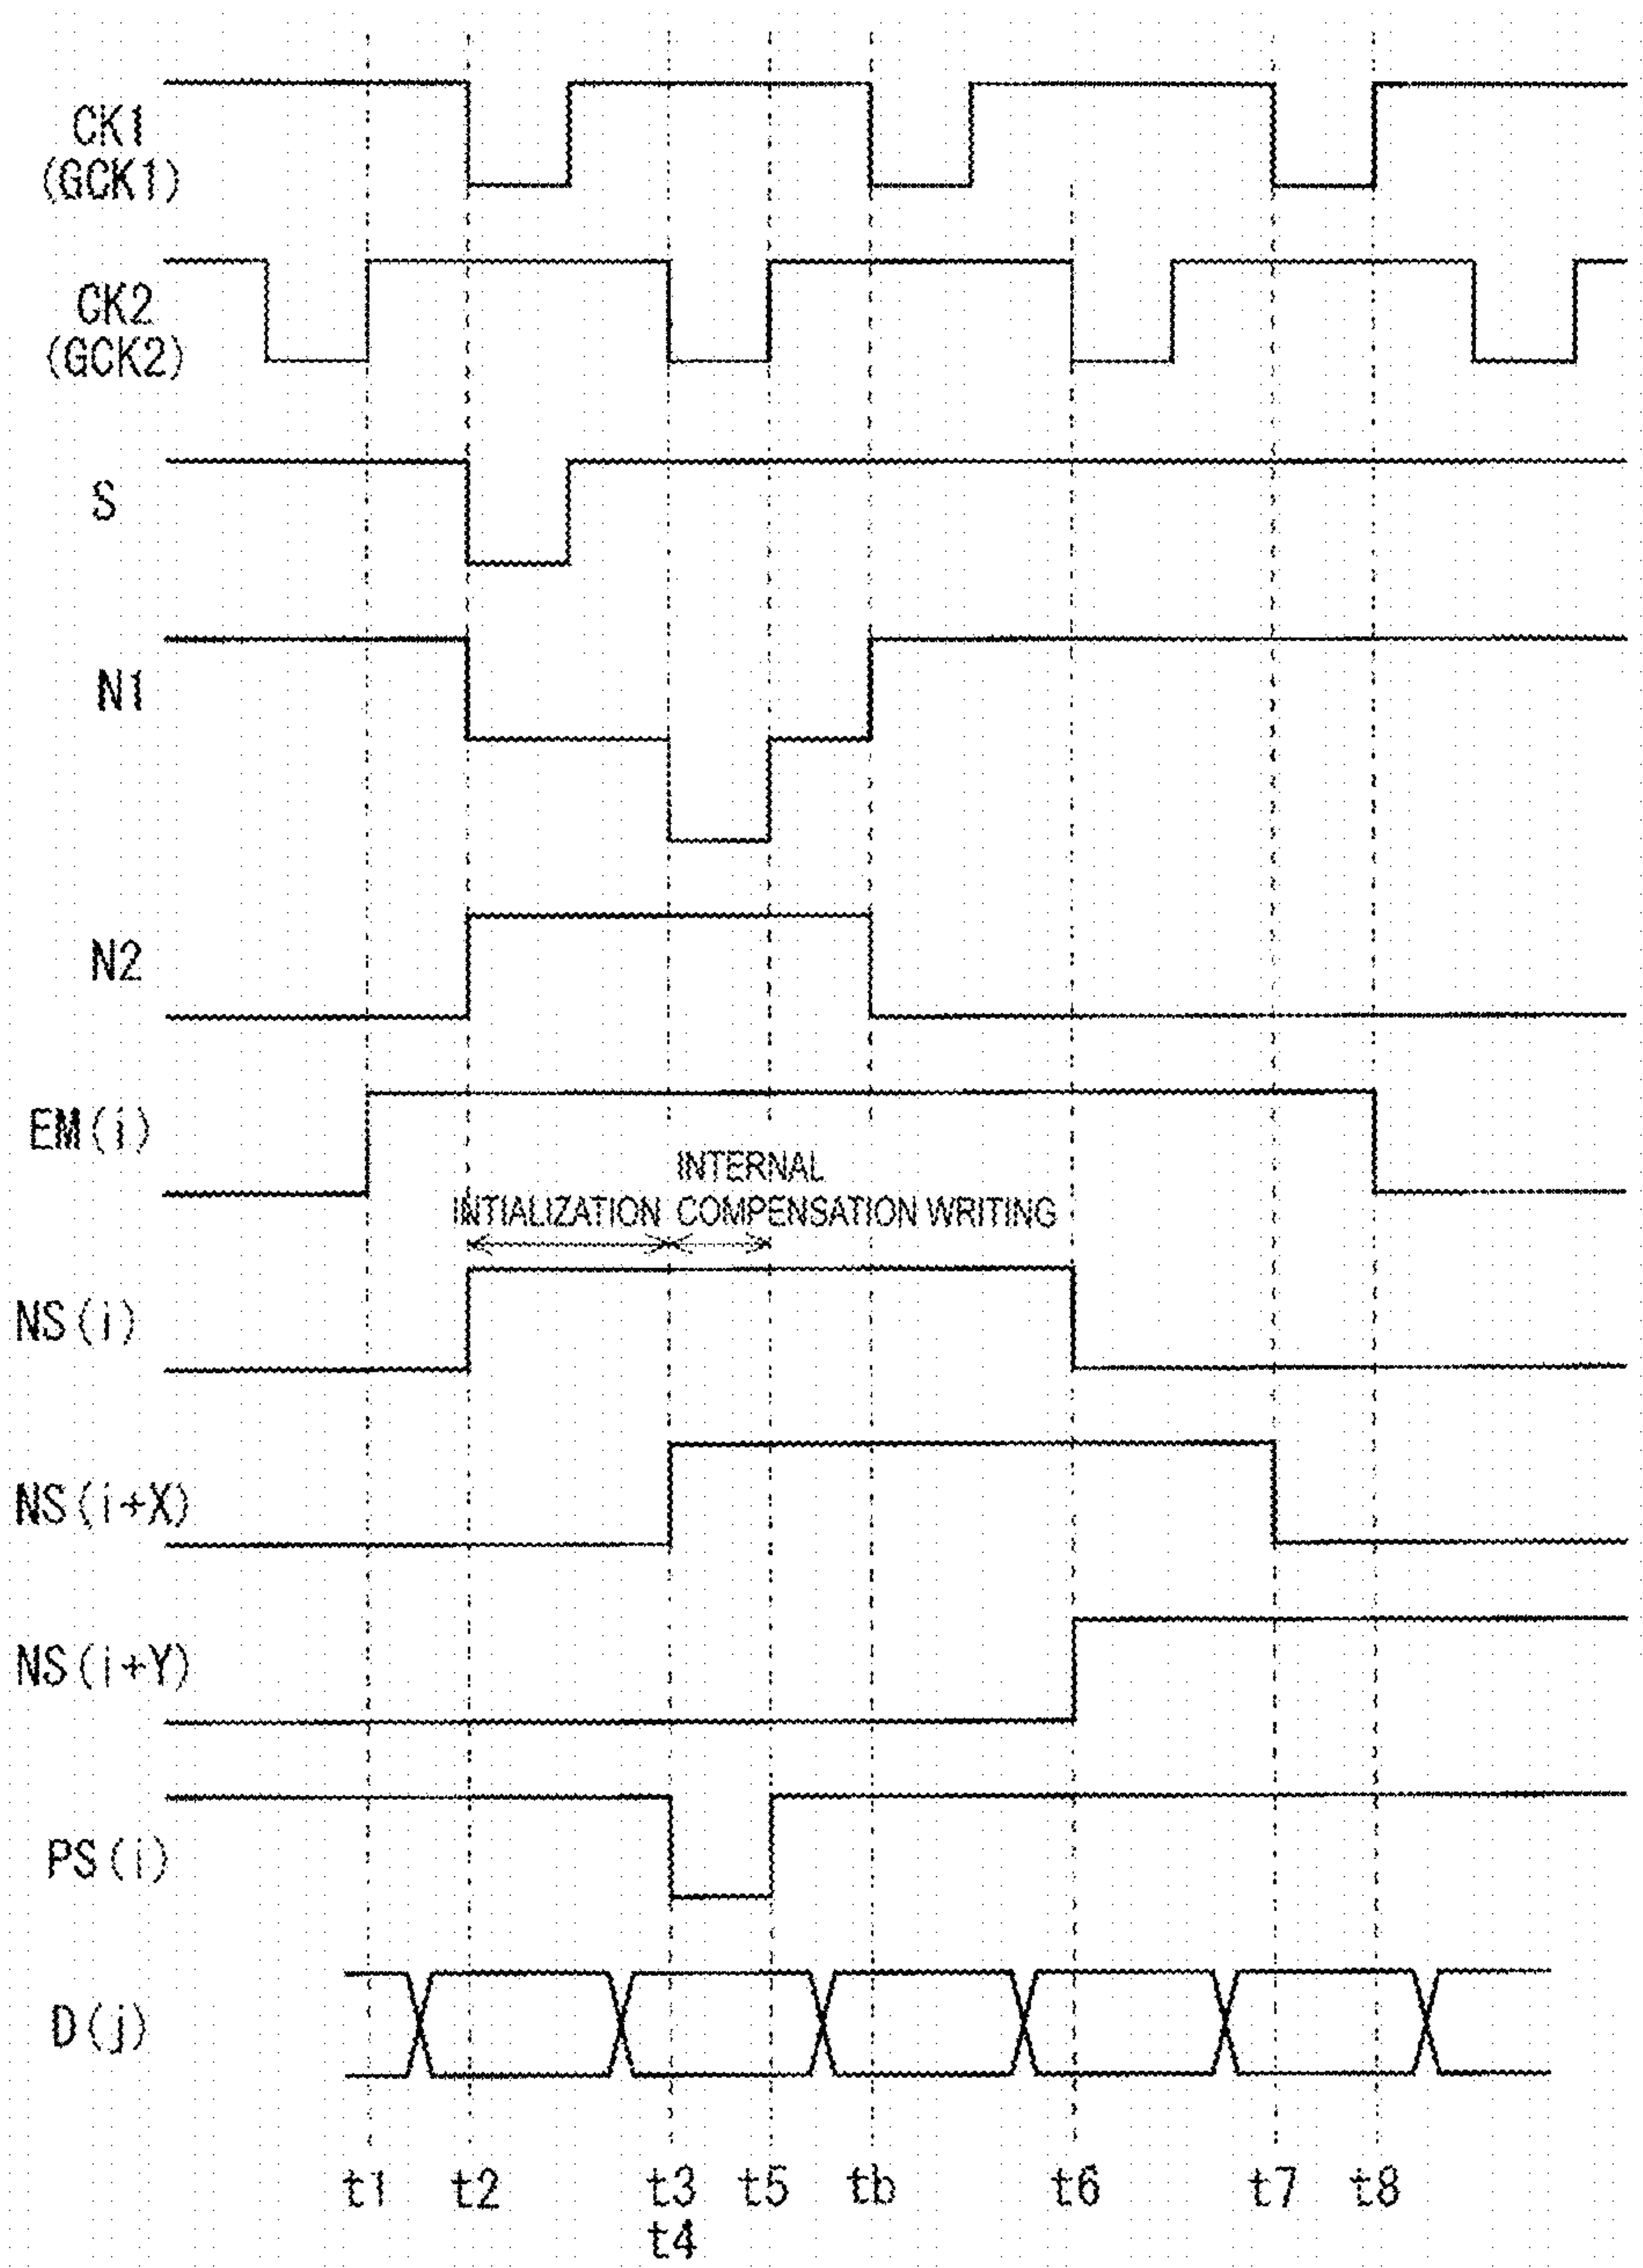 CK1
(GCK1)
CK2
(GCK2)
S
N1
N2
EM(i)
INTERNAL
INTIALIZATION COMPENSATION WRITING
NS(i)
NS(i+X)
NS(i+Y)
PS(i)
D(j)
t1 t2 t3 t5 tb t6 t7 t8
t4